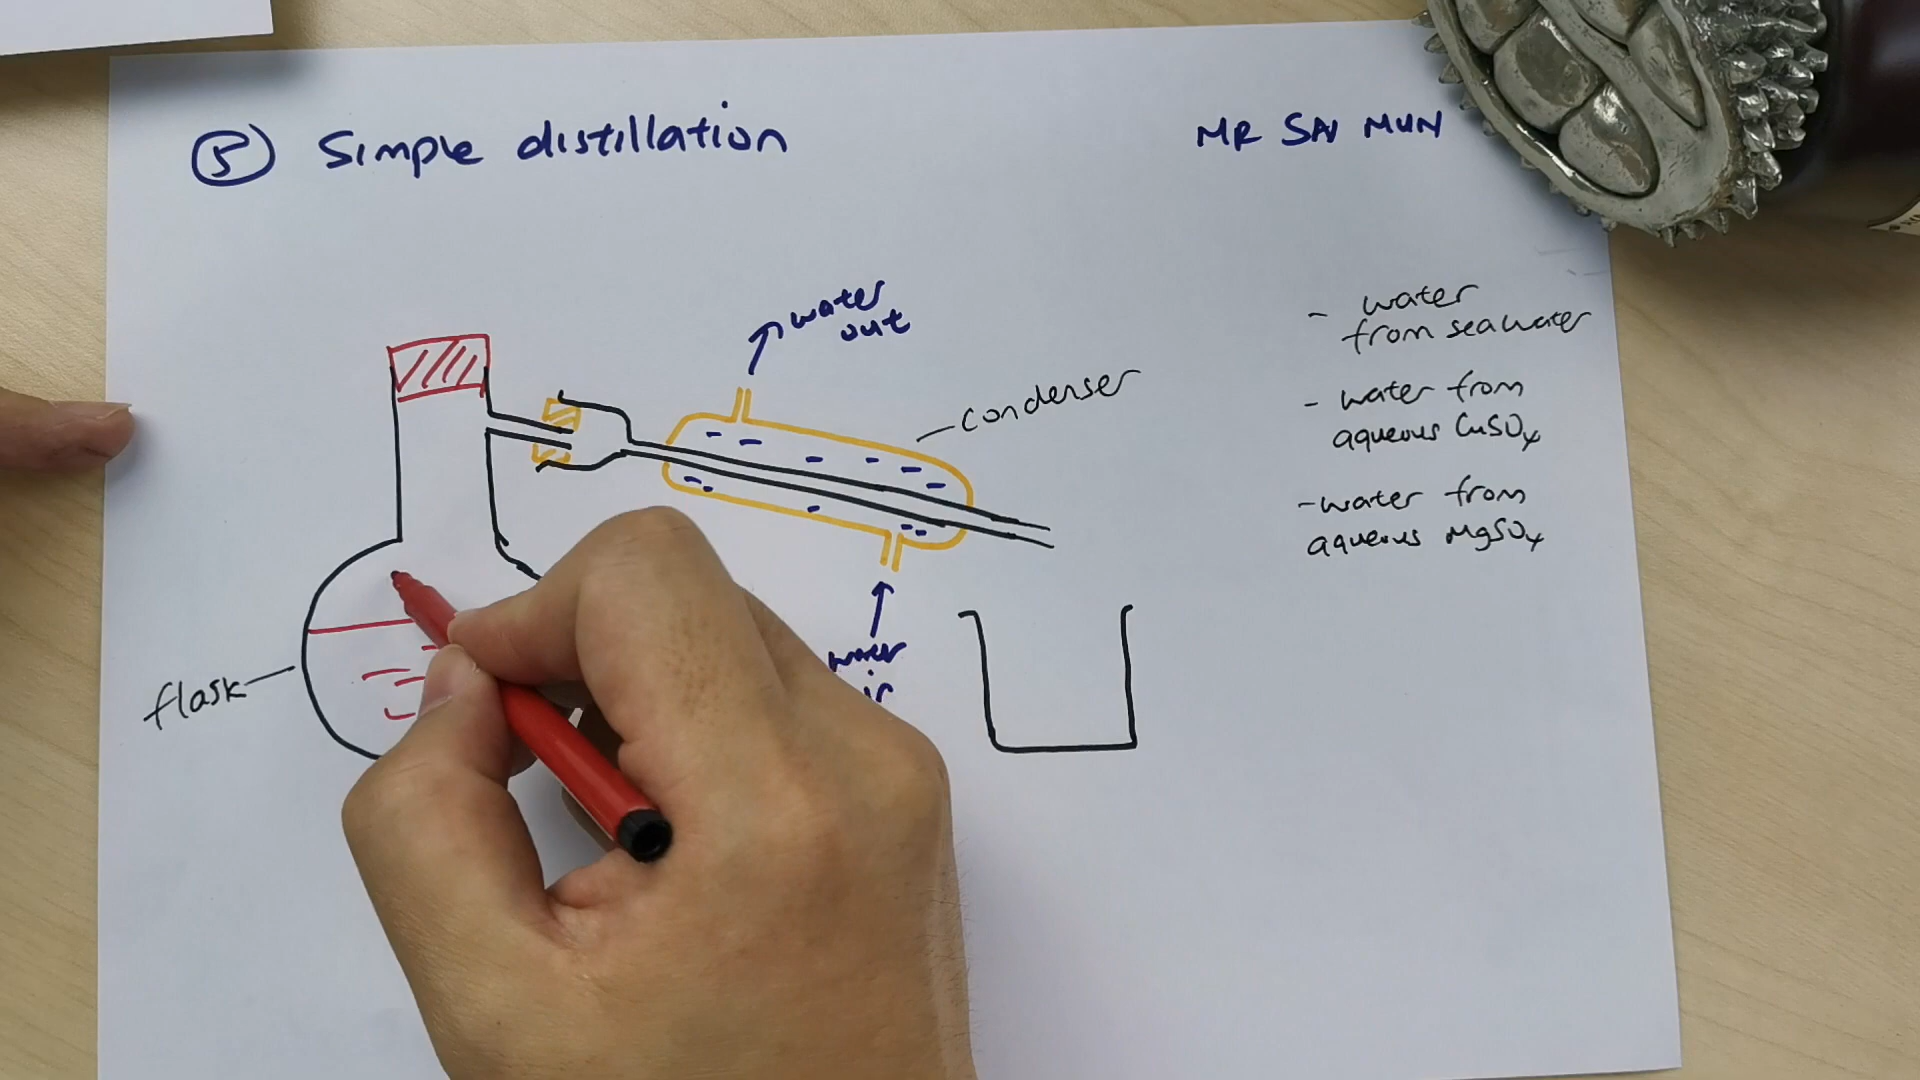 ⑤ Simple distillation
MR SAI MUN
water
out
condenser
flask
water
in
- water
from seawater
- water from
aqueous CuSO4
- water from
aqueous MgSO4